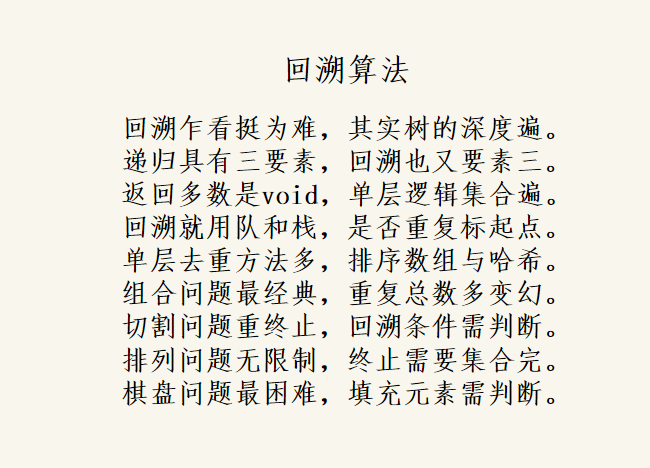 回溯算法
回溯乍看挺为难，其实树的深度遍。
递归具有三要素，回溯也又要素三。
返回多数是void，单层逻辑集合遍。
回溯就用队和栈，是否重复标起点。
单层去重方法多，排序数组与哈希。
组合问题最经典，重复总数多变幻。
切割问题重终止，回溯条件需判断。
排列问题无限制，终止需要集合完。
棋盘问题最困难，填充元素需判断。